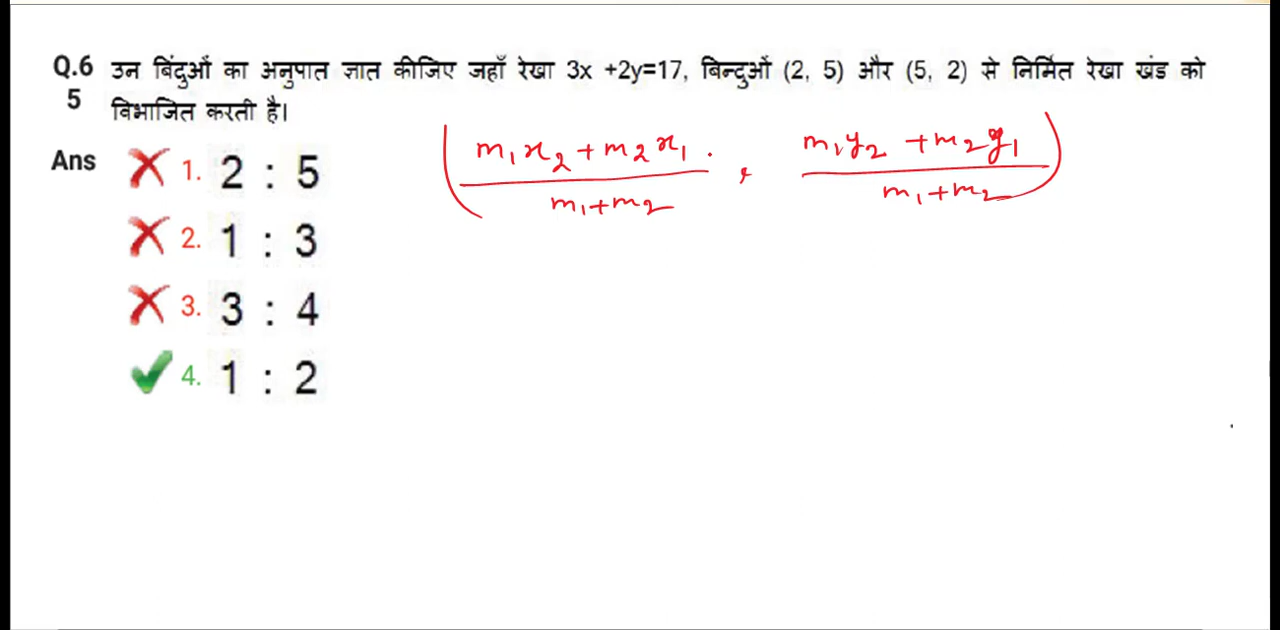 Q.6 उन बिंदुओं का अनुपात ज्ञात कीजिए जहाँ रेखा 3x +2y=17, बिन्दुओं (2, 5) और (5, 2) से निर्मित रेखा खंड को
5 विभाजित करती है।
(m₁x₂+m₂x₁ / m₁+m₂ , m₁y₂+m₂y₁ / m₁+m₂)
Ans 1. 2 : 5
2. 1 : 3
3. 3 : 4
4. 1 : 2